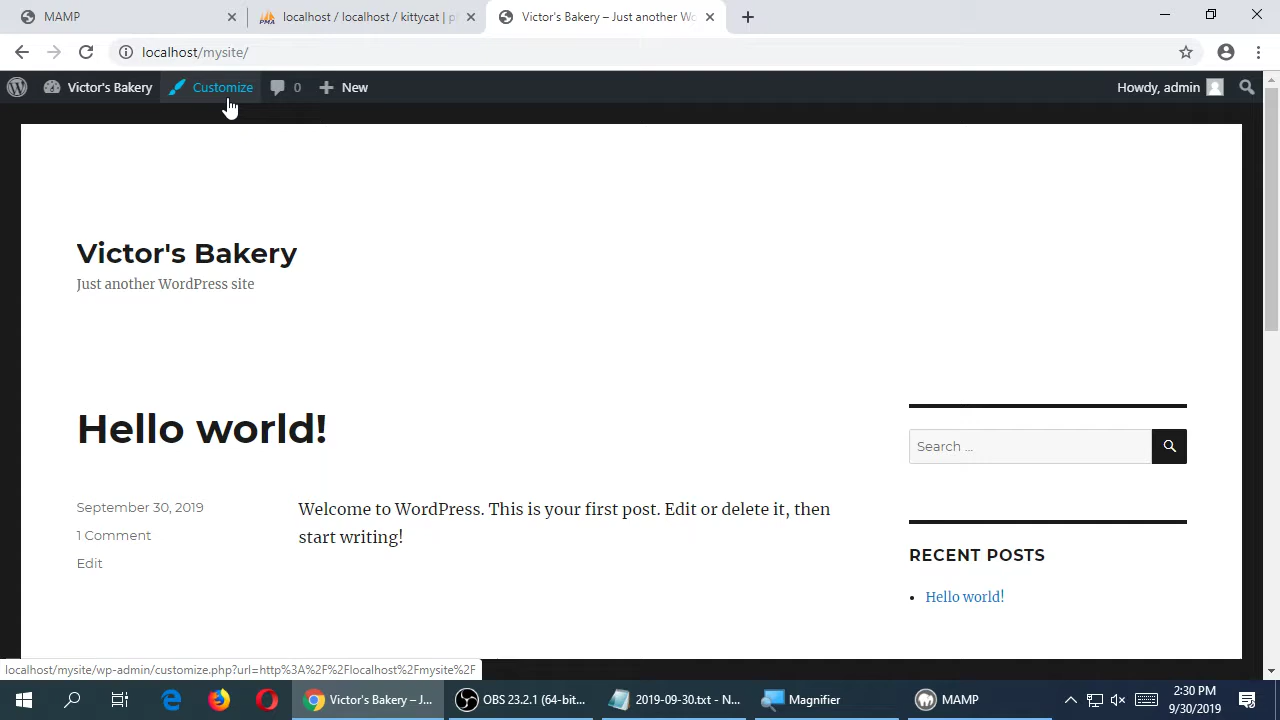 MAMP
localhost / localhost / kittycat | p
Victor's Bakery – Just another Wo
localhost/mysite/
Victor's Bakery
Customize
0
New
Howdy, admin
Victor's Bakery
Just another WordPress site
Hello world!
Search ...
September 30, 2019
Welcome to WordPress. This is your first post. Edit or delete it, then
start writing!
1 Comment
Edit
RECENT POSTS
Hello world!
localhost/mysite/wp-admin/customize.php?url=http%3A%2F%2Flocalhost%2Fmysite%2F
Victor's Bakery – J...
OBS 23.2.1 (64-bit...
2019-09-30.txt - N...
Magnifier
MAMP
2:30 PM
9/30/2019